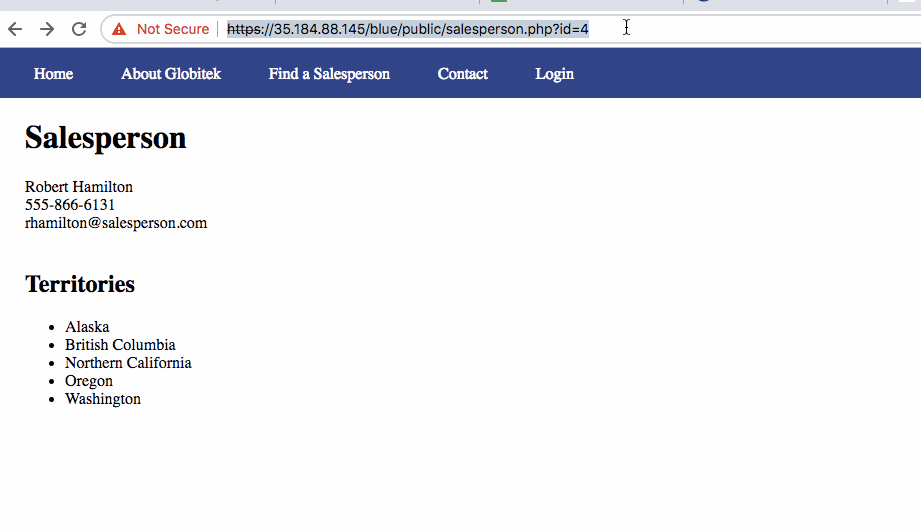 Not Secure | https://35.184.88.145/blue/public/salesperson.php?id=4
Home About Globitek Find a Salesperson Contact Login
Salesperson
Robert Hamilton
555-866-6131
rhamilton@salesperson.com
Territories
• Alaska
• British Columbia
• Northern California
• Oregon
• Washington